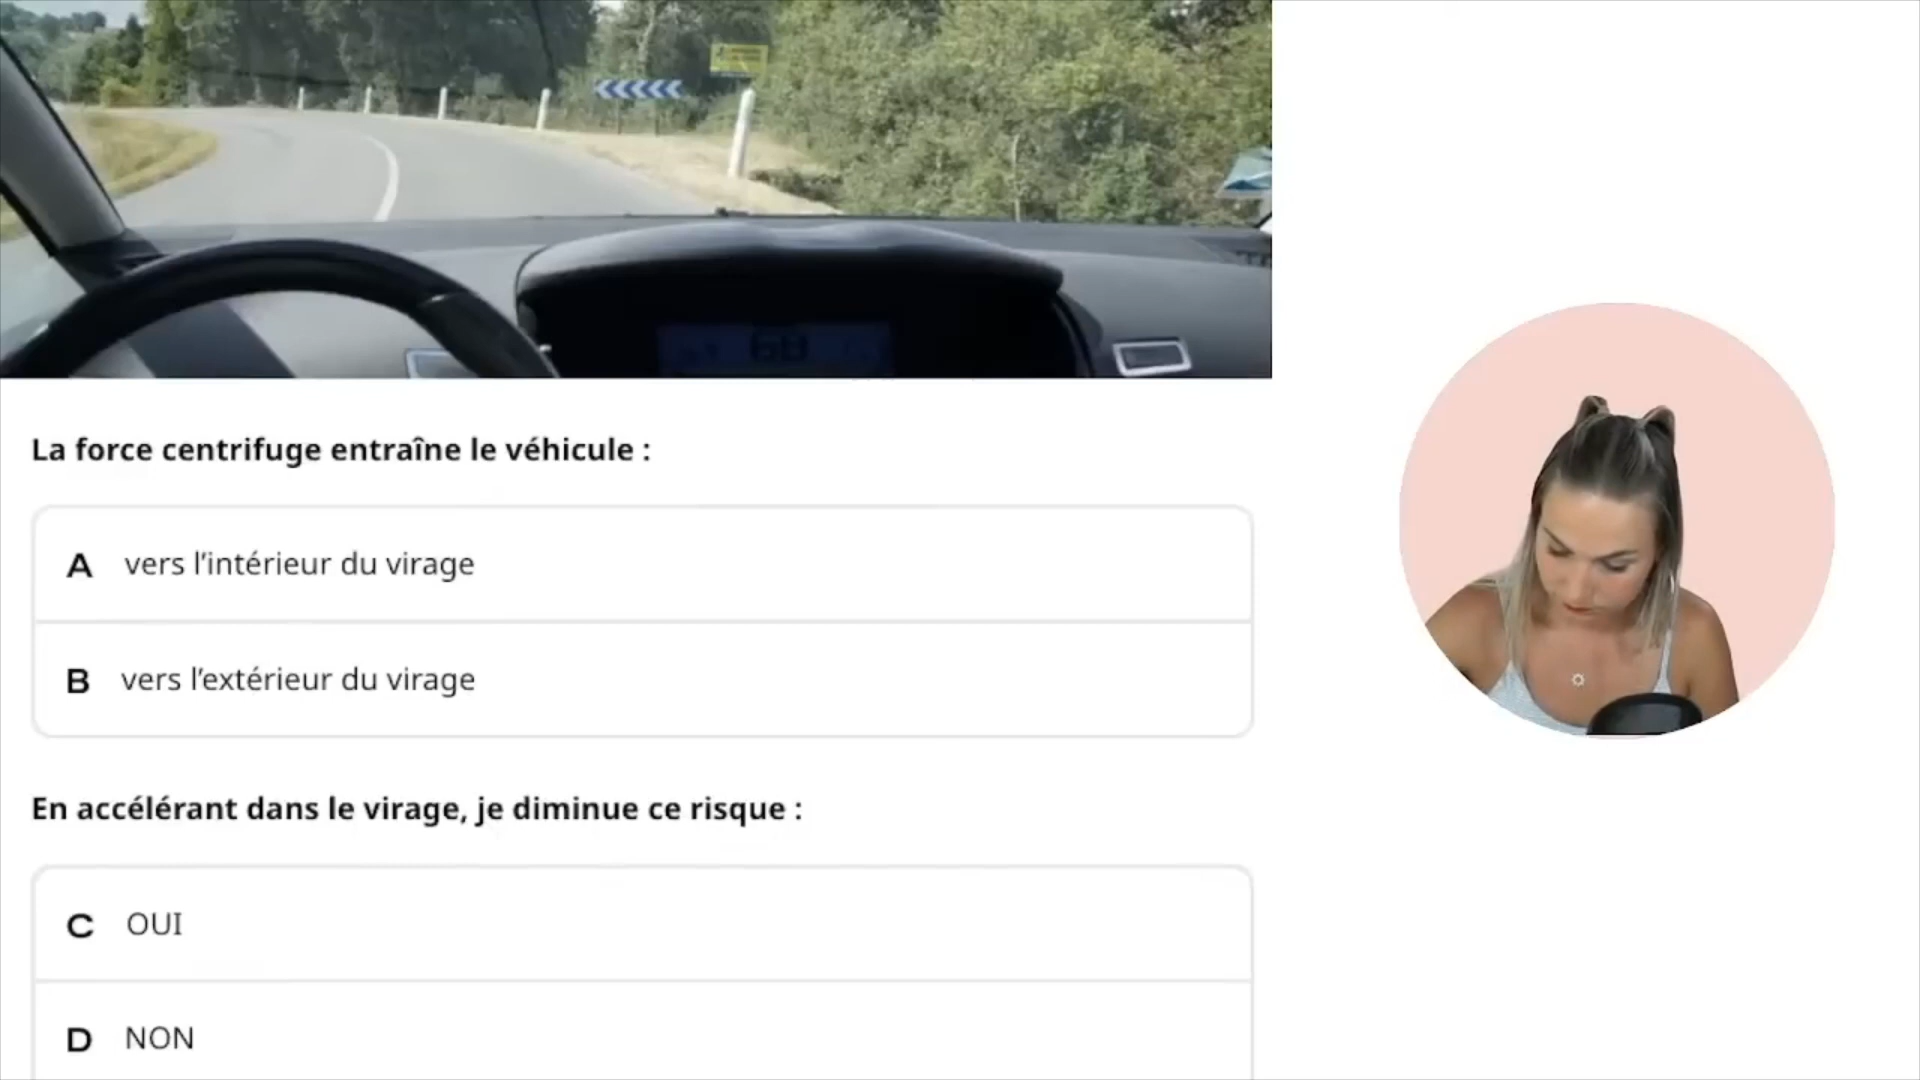 68
La force centrifuge entraîne le véhicule :
A vers l'intérieur du virage
B vers l'extérieur du virage
En accélérant dans le virage, je diminue ce risque :
C OUI
D NON